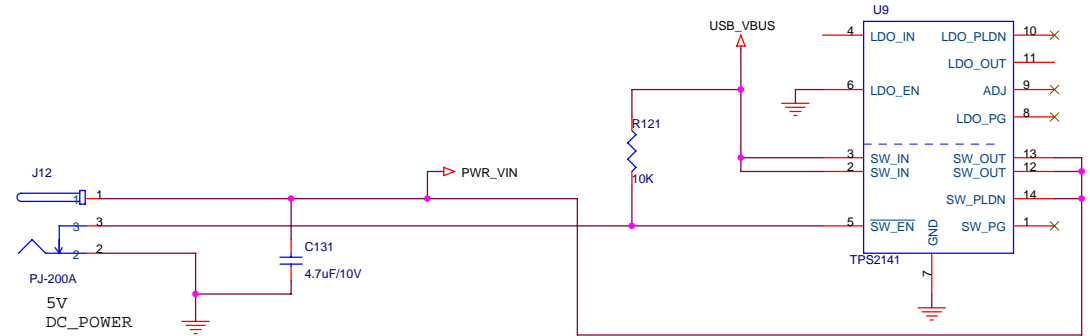 U9
USB_VBUS
4 LDO_IN LDO_PLDN 10
LDO_OUT 11
6 LDO_EN ADJ 9
LDO_PG 8
R121
10K
3 SW_IN SW_OUT 13
2 SW_IN SW_OUT 12
SW_PLDN 14
5 SW_EN SW_PG 1
GND
7
TPS2141
J12
PWR_VIN
1 1
3 3
2 2
PJ-200A
C131
4.7uF/10V
5V
DC_POWER